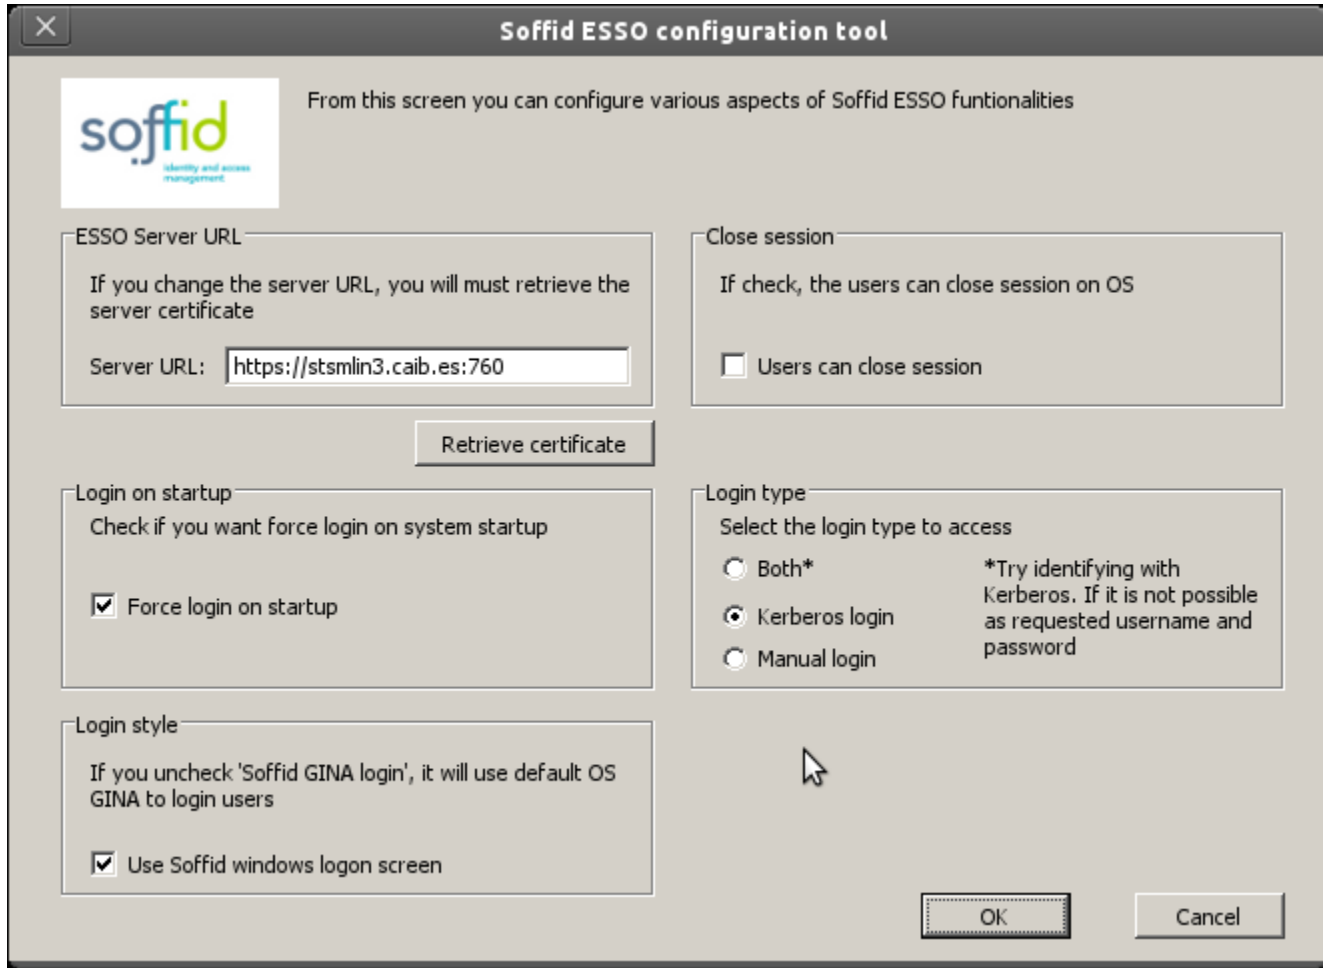 Soffid ESSO configuration tool
soffid
identity and access
management
From this screen you can configure various aspects of Soffid ESSO funtionalities
ESSO Server URL
If you change the server URL, you will must retrieve the
server certificate
Server URL: https://stsmlin3.caib.es:760
Retrieve certificate
Close session
If check, the users can close session on OS
Users can close session
Login on startup
Check if you want force login on system startup
Force login on startup
Login type
Select the login type to access
Both*
Kerberos login
Manual login
*Try identifying with
Kerberos. If it is not possible
as requested username and
password
Login style
If you uncheck 'Soffid GINA login', it will use default OS
GINA to login users
Use Soffid windows logon screen
OK
Cancel